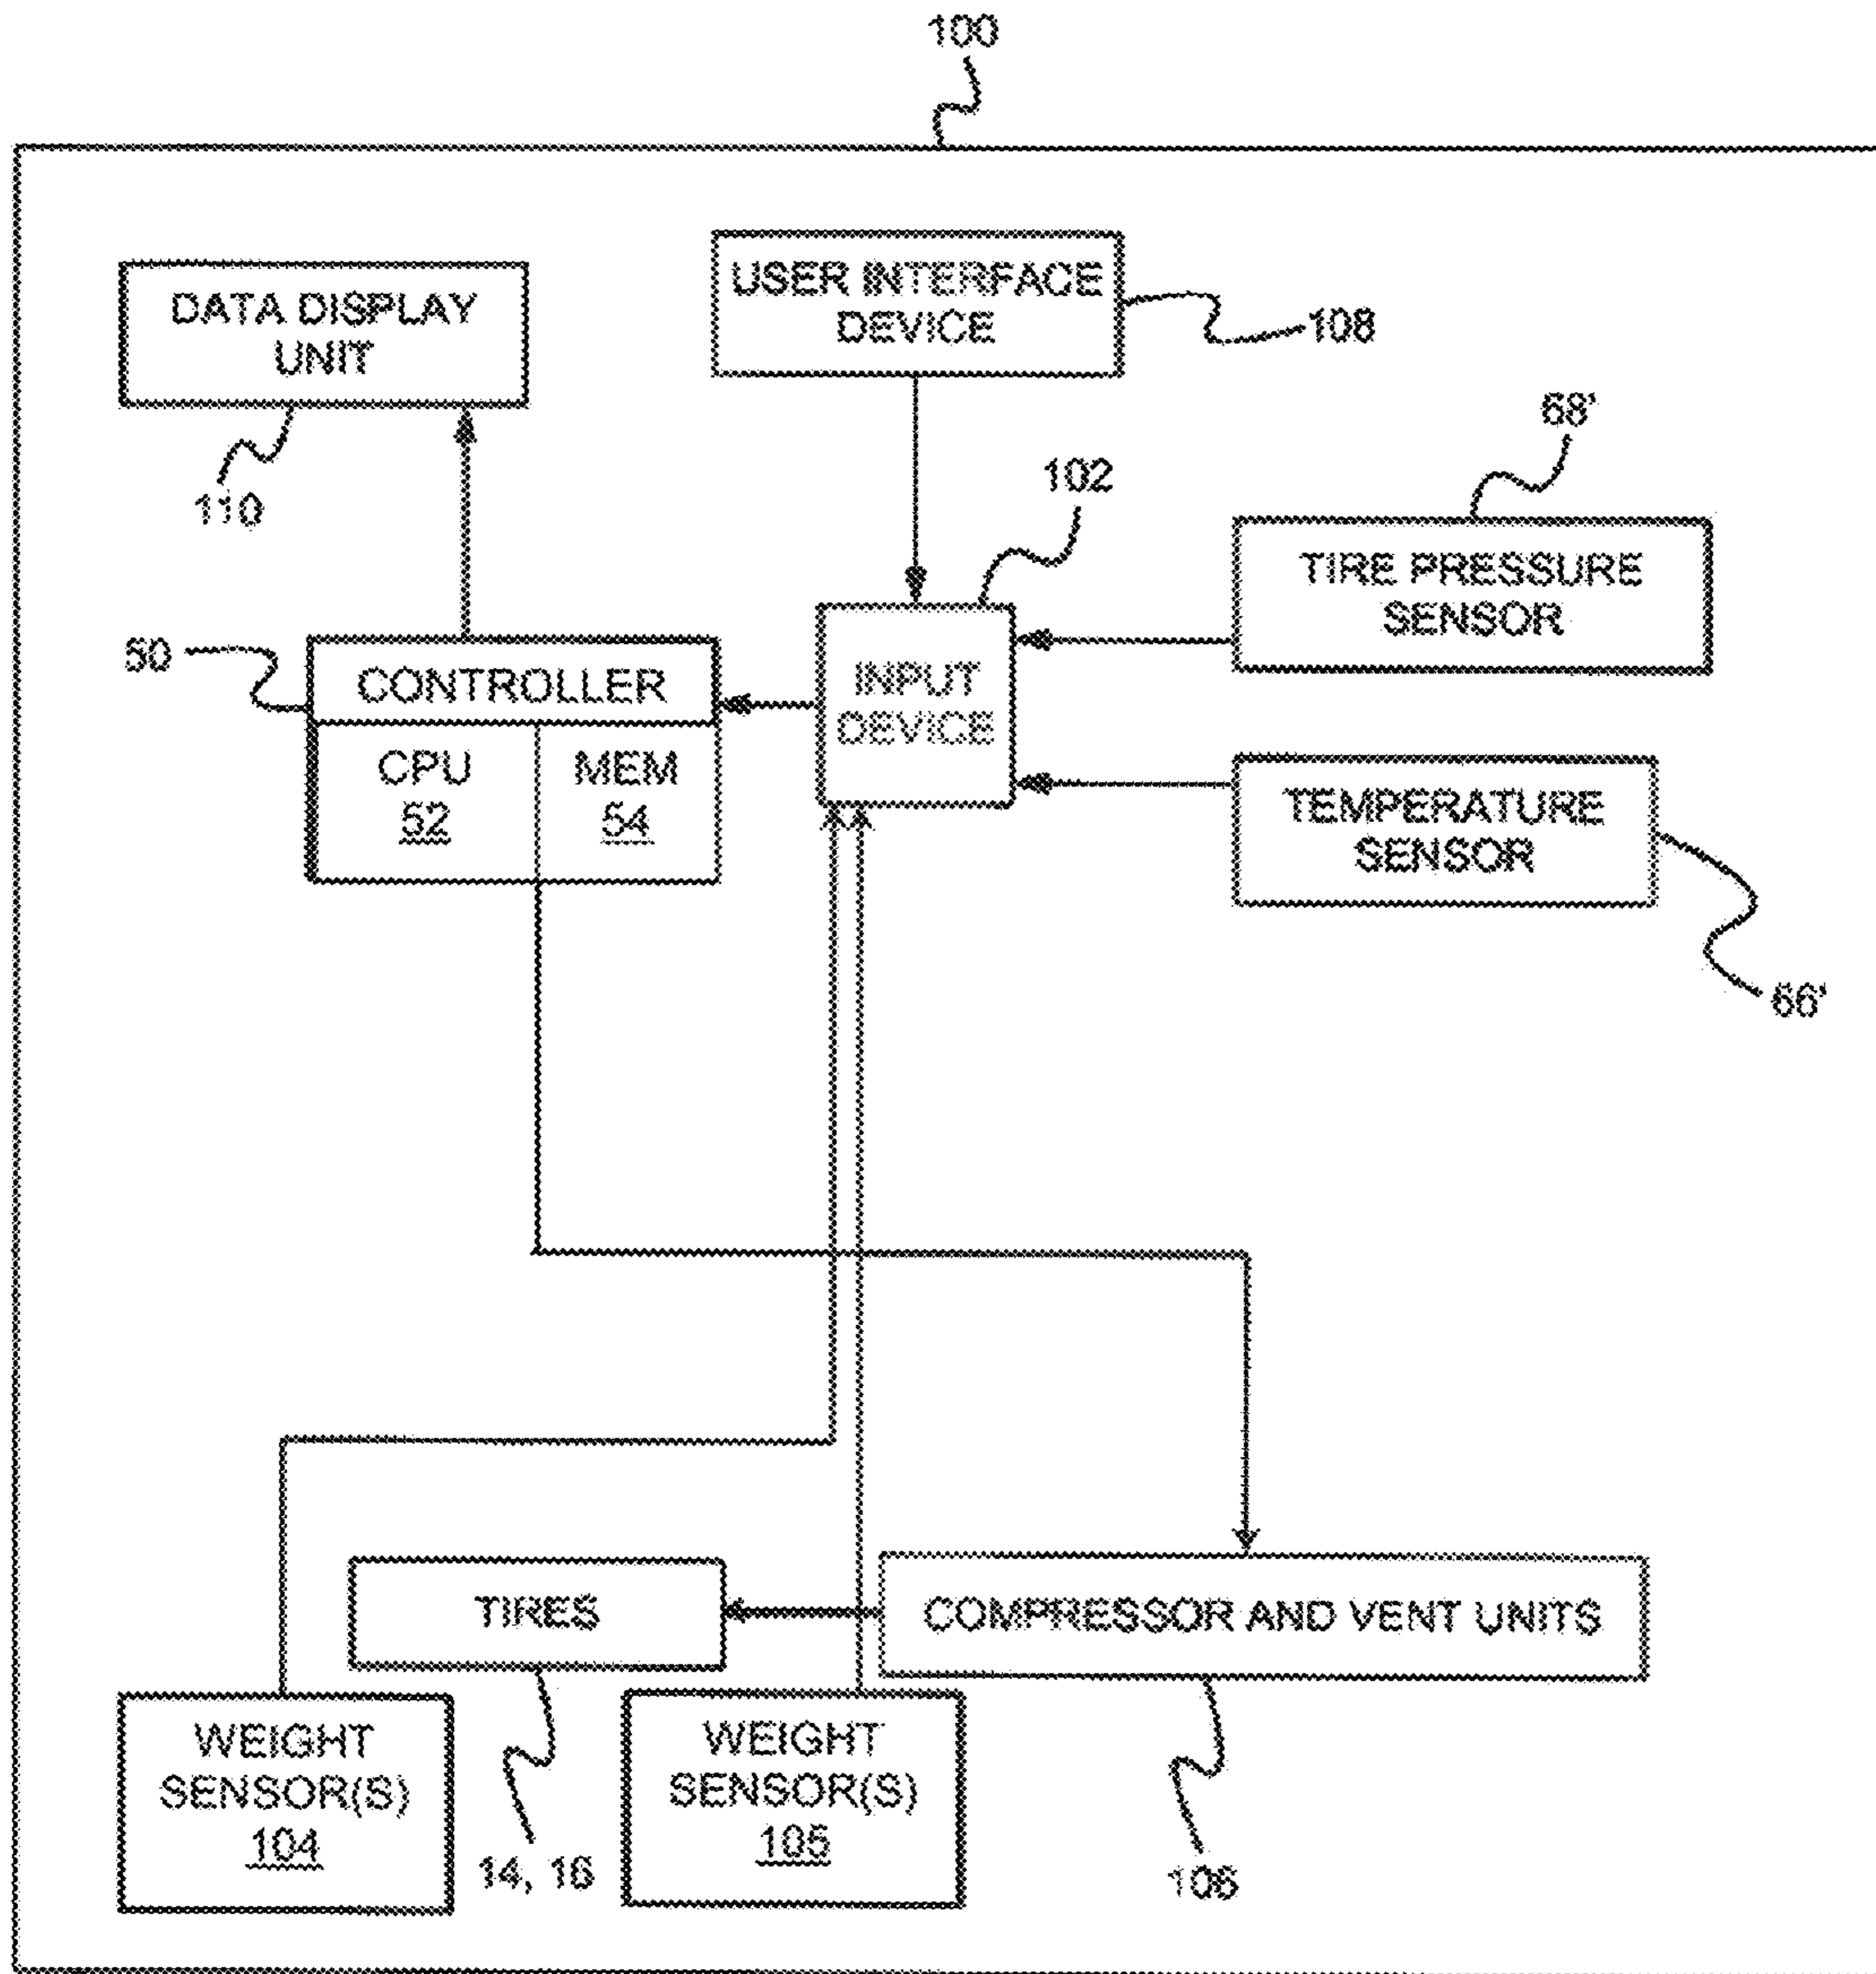 100
DATA DISPLAY
UNIT
110
USER INTERFACE
DEVICE
108
68'
102
TIRE PRESSURE
SENSOR
50
CONTROLLER
CPU
52
MEM
54
INPUT
DEVICE
TEMPERATURE
SENSOR
66'
TIRES
14, 16
COMPRESSOR AND VENT UNITS
106
WEIGHT
SENSOR(S)
104
WEIGHT
SENSOR(S)
105